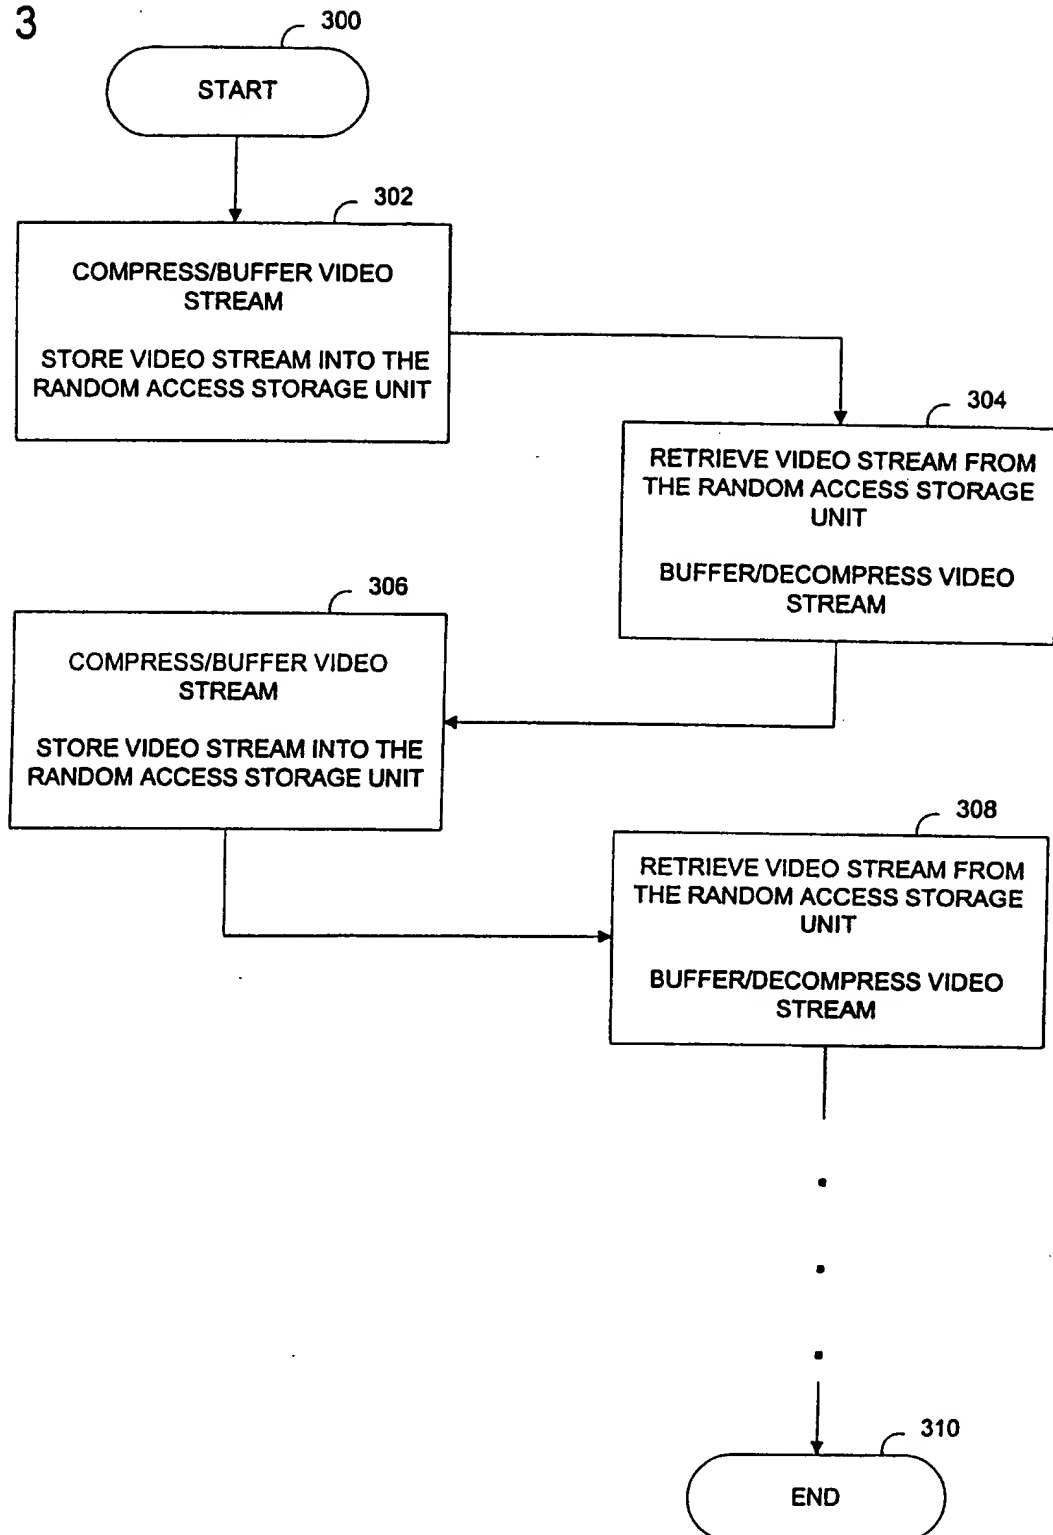 3
300
START
302
COMPRESS/BUFFER VIDEO
STREAM
STORE VIDEO STREAM INTO THE
RANDOM ACCESS STORAGE UNIT
304
RETRIEVE VIDEO STREAM FROM
THE RANDOM ACCESS STORAGE
UNIT
BUFFER/DECOMPRESS VIDEO
STREAM
306
COMPRESS/BUFFER VIDEO
STREAM
STORE VIDEO STREAM INTO THE
RANDOM ACCESS STORAGE UNIT
308
RETRIEVE VIDEO STREAM FROM
THE RANDOM ACCESS STORAGE
UNIT
BUFFER/DECOMPRESS VIDEO
STREAM
310
END